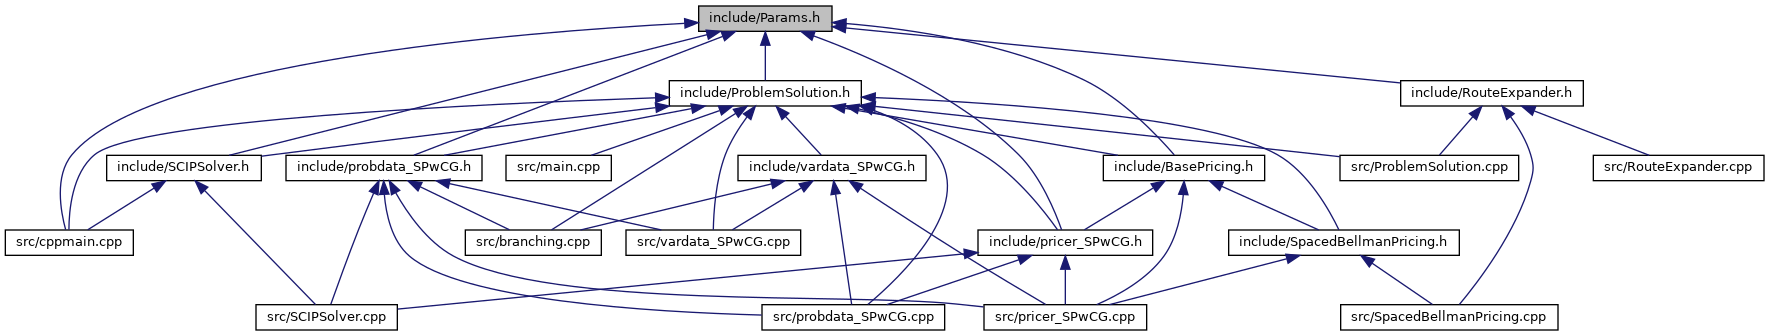 include/Params.h
include/ProblemSolution.h
include/RouteExpander.h
include/SCIPSolver.h
include/probdata_SPwCG.h
src/main.cpp
include/vardata_SPwCG.h
include/BasePricing.h
src/ProblemSolution.cpp
src/RouteExpander.cpp
src/cppmain.cpp
src/branching.cpp
src/vardata_SPwCG.cpp
include/pricer_SPwCG.h
include/SpacedBellmanPricing.h
src/SCIPSolver.cpp
src/probdata_SPwCG.cpp
src/pricer_SPwCG.cpp
src/SpacedBellmanPricing.cpp